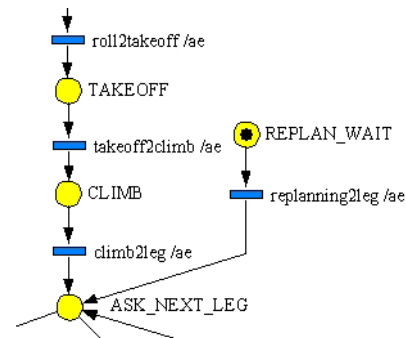 roll2takeoff /ae
TAKEOFF
takeoff2climb /ae
REPLAN_WAIT
CLIMB
replanning2leg /ae
climb2leg /ae
ASK_NEXT_LEG